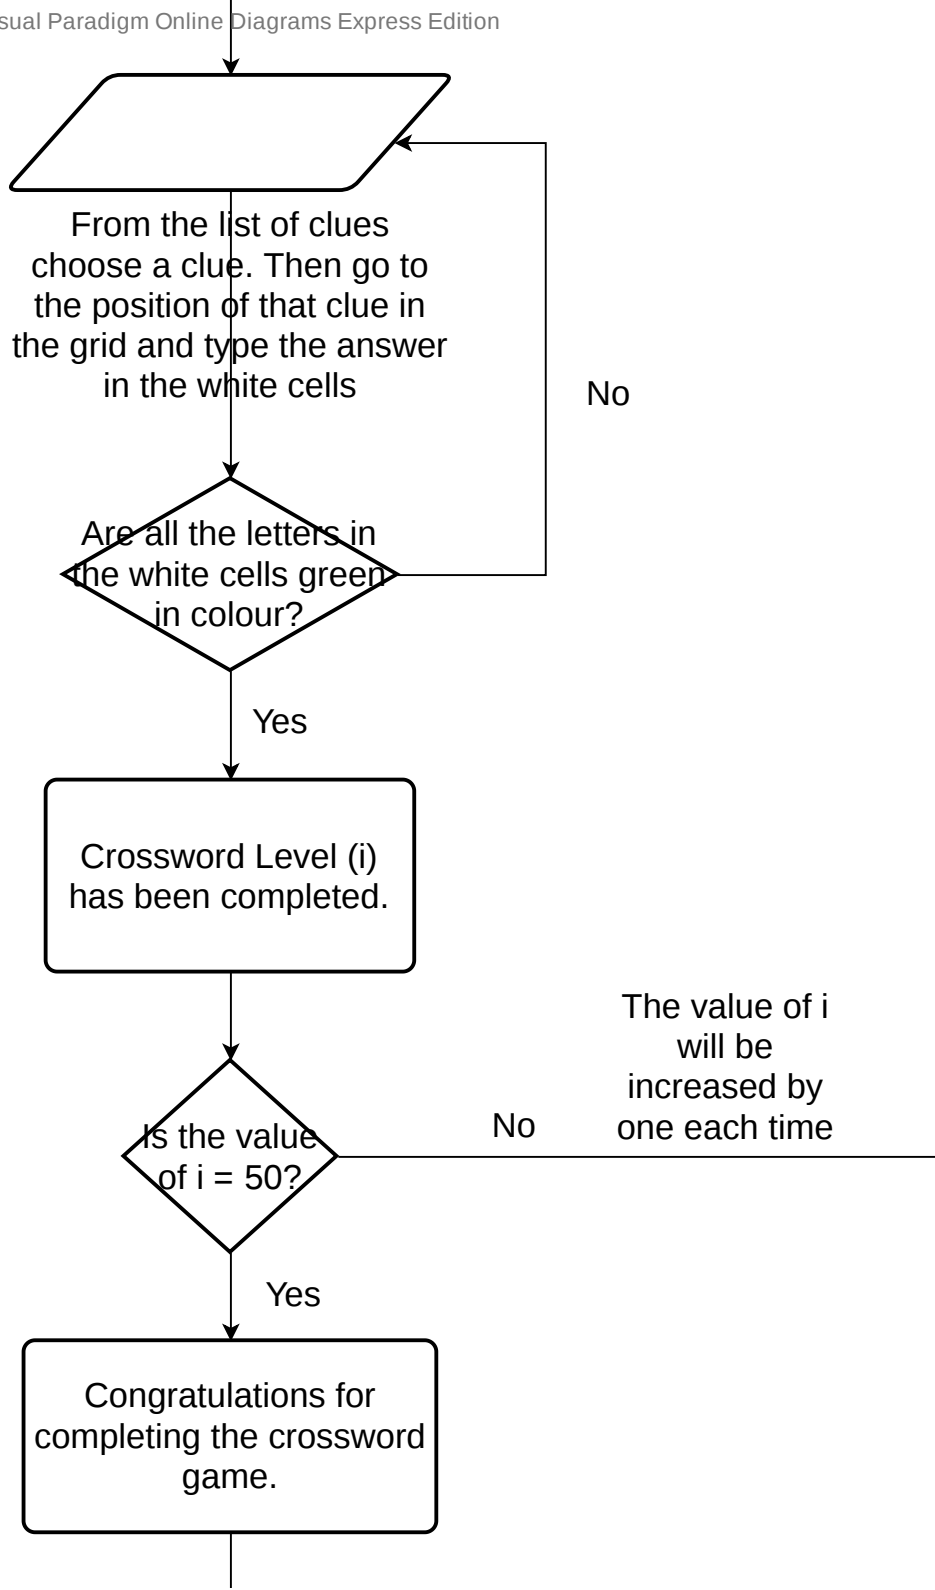 sual Paradigm Online Diagrams Express Edition
From the list of clues
choose a clue. Then go to
the position of that clue in
the grid and type the answer
in the white cells
No
Are all the letters in
the white cells green
in colour?
Yes
Crossword Level (i)
has been completed.
The value of i
will be
increased by
one each time
No
Is the value
of i = 50?
Yes
Congratulations for
completing the crossword
game.